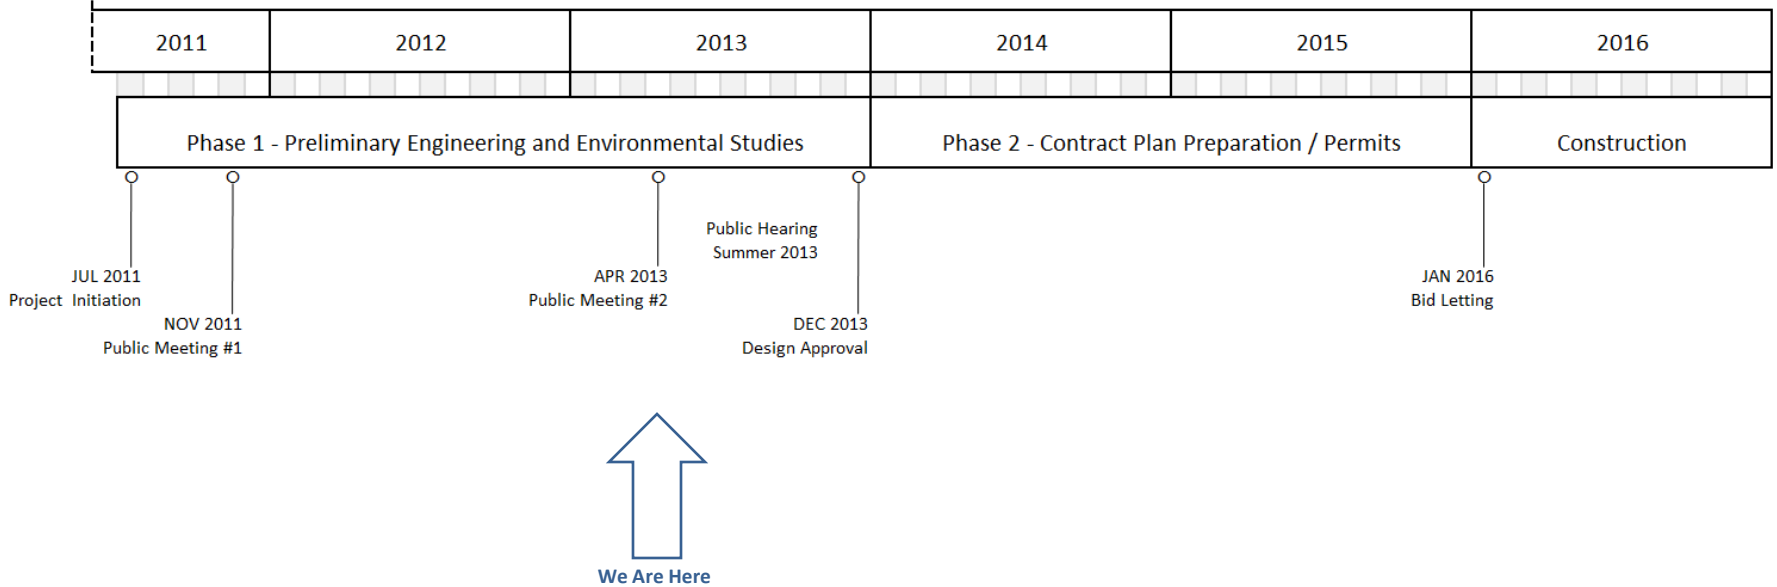 2011 2012 2013 2014 2015 2016
Phase 1 - Preliminary Engineering and Environmental Studies Phase 2 - Contract Plan Preparation / Permits Construction
Public Hearing
Summer 2013
JUL 2011
Project Initiation
APR 2013
Public Meeting #2
JAN 2016
Bid Letting
NOV 2011
Public Meeting #1
DEC 2013
Design Approval
We Are Here